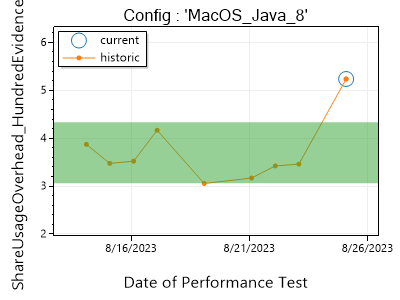 Config : 'MacOS_Java_8'
current
historic
ShareUsageOverhead_HundredEvidence
6
5
4
3
2
8/16/2023
8/21/2023
8/26/2023
Date of Performance Test